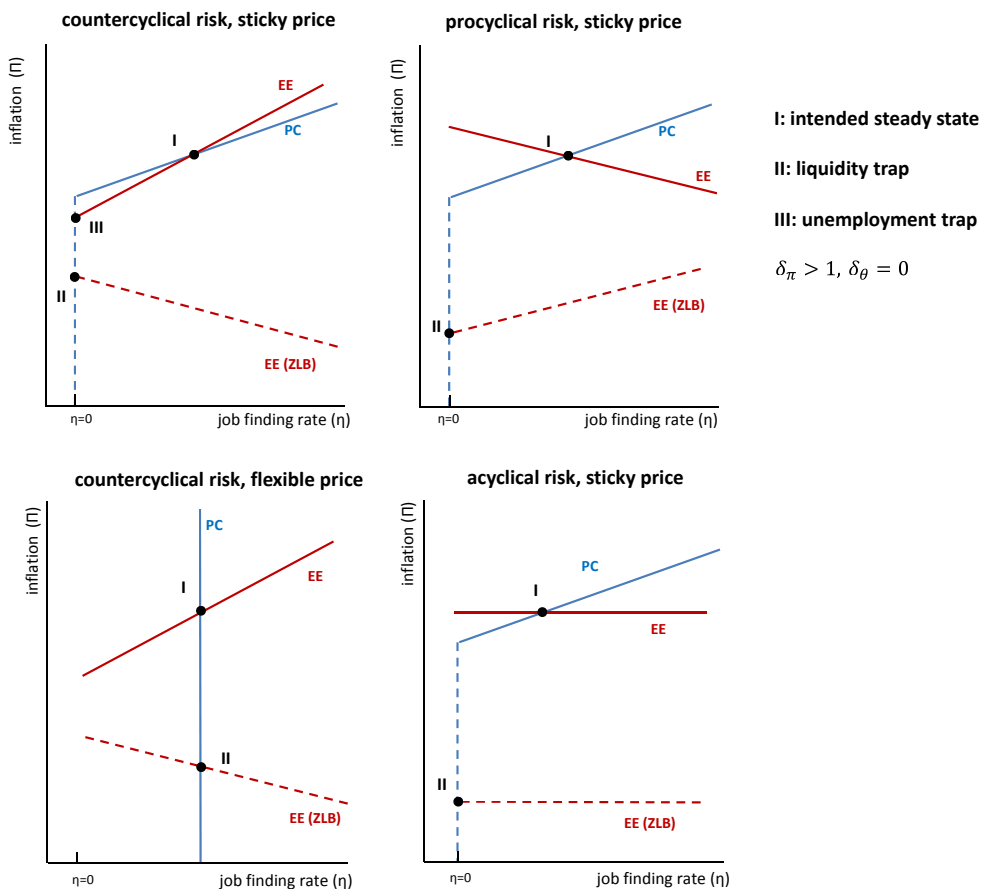 countercyclical risk, sticky price
inflation (Π)
EE
PC
I
III
II
EE (ZLB)
η=0
job finding rate (η)
procyclical risk, sticky price
inflation (Π)
PC
I
EE
EE (ZLB)
II
η=0
job finding rate (η)
I: intended steady state
II: liquidity trap
III: unemployment trap
δπ > 1, δθ = 0
countercyclical risk, flexible price
inflation (Π)
PC
I
EE
II
EE (ZLB)
η=0
job finding rate (η)
acyclical risk, sticky price
inflation (Π)
PC
I
EE
II
EE (ZLB)
η=0
job finding rate (η)